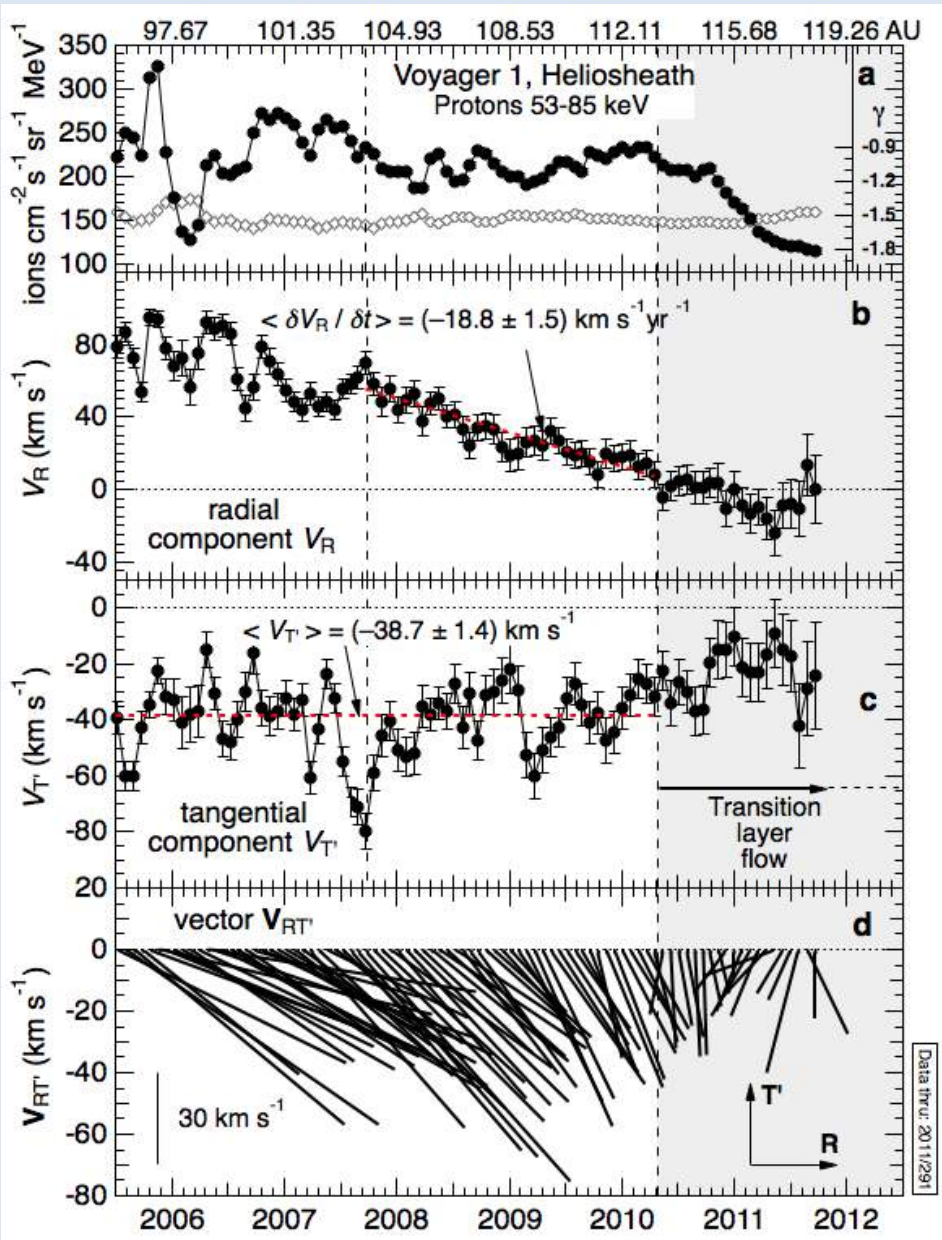 97.67 101.35 104.93 108.53 112.11 115.68 119.26 AU
350
300
250
200
150
100
ions cm⁻² s⁻¹ sr⁻¹ MeV⁻¹
Voyager 1, Heliosheath
Protons 53-85 keV
a
γ
-0.9
-1.2
-1.5
-1.8
80
40
0
-40
V_R (km s⁻¹)
< δV_R / δt > = (−18.8 ± 1.5) km s⁻¹yr⁻¹
b
radial
component V_R
0
-20
-40
-60
-80
20
V_T' (km s⁻¹)
< V_T' > = (−38.7 ± 1.4) km s⁻¹
c
tangential
component V_T'
Transition
layer
flow
vector V_RT'
d
0
-20
-40
-60
-80
V_RT' (km s⁻¹)
30 km s⁻¹
T'
R
2006 2007 2008 2009 2010 2011 2012
Data thru: 2011/291